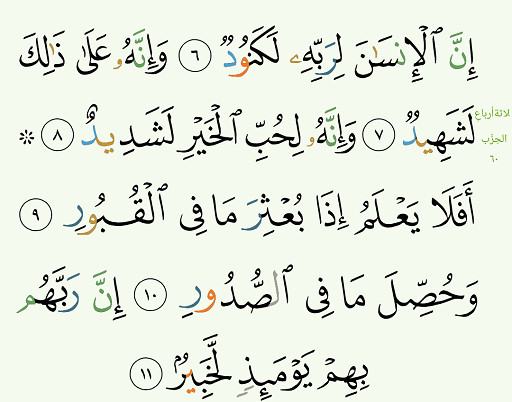 إِنَّ ٱلْإِنسَٰنَ لِرَبِّهِۦ لَكَنُودٌ ٦ وَإِنَّهُۥ عَلَىٰ ذَٰلِكَ
لَشَهِيدٌ ٧ وَإِنَّهُۥ لِحُبِّ ٱلْخَيْرِ لَشَدِيدٌ ٨ ۞
ثلاثة أرباع
الحزب
٦٠
أَفَلَا يَعْلَمُ إِذَا بُعْثِرَ مَا فِى ٱلْقُبُورِ ٩
وَحُصِّلَ مَا فِى ٱلصُّدُورِ ١٠ إِنَّ رَبَّهُم
بِهِمْ يَوْمَئِذٍ لَّخَبِيرٌۢ ١١